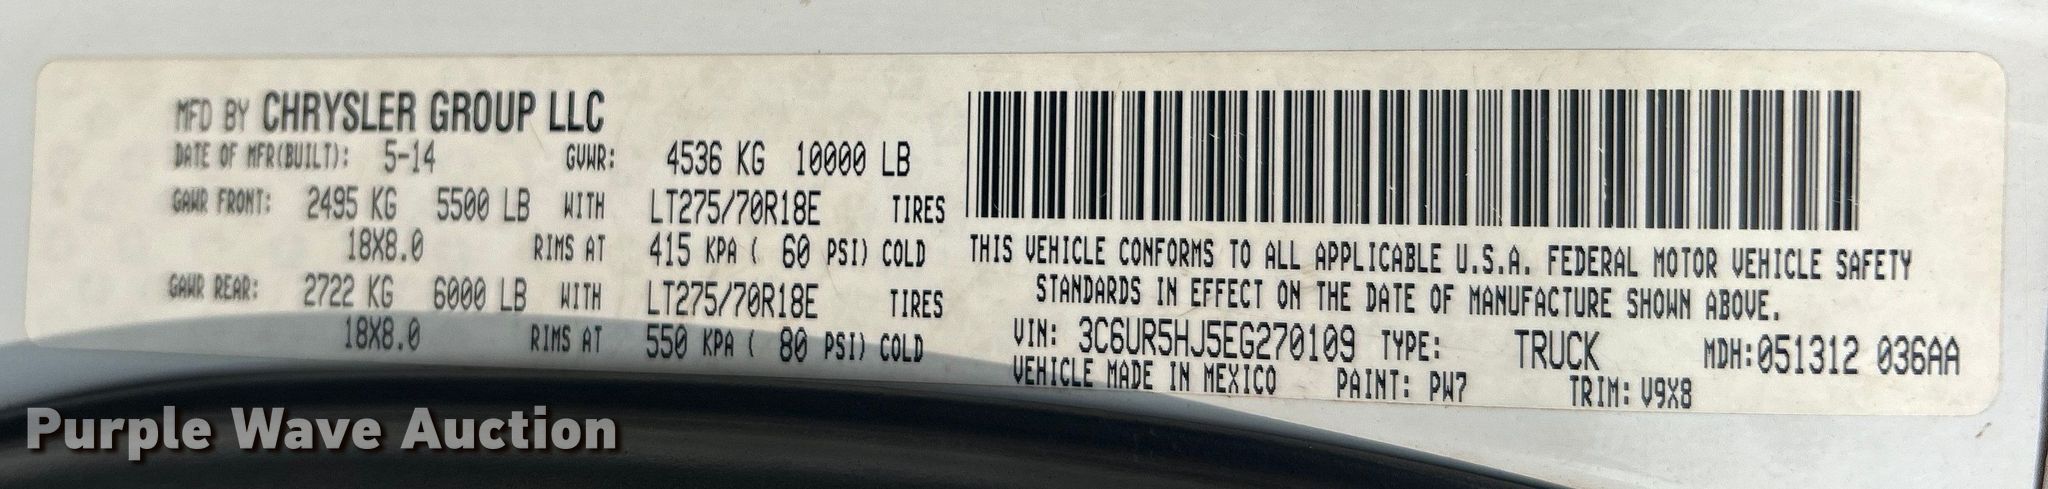 MFD BY CHRYSLER GROUP LLC
DATE OF MFR(BUILT): 5-14 GVWR: 4536 KG 10000 LB
GAWR FRONT: 2495 KG 5500 LB WITH LT275/70R18E TIRES
18X8.0 RIMS AT 415 KPA ( 60 PSI) COLD
GAWR REAR: 2722 KG 6000 LB WITH LT275/70R18E TIRES
18X8.0 RIMS AT 550 KPA ( 80 PSI) COLD
THIS VEHICLE CONFORMS TO ALL APPLICABLE U.S.A. FEDERAL MOTOR VEHICLE SAFETY
STANDARDS IN EFFECT ON THE DATE OF MANUFACTURE SHOWN ABOVE.
VIN: 3C6UR5HJ5EG270109 TYPE: TRUCK MDH:051312 036AA
VEHICLE MADE IN MEXICO PAINT: PW7 TRIM: V9X8
Purple Wave Auction